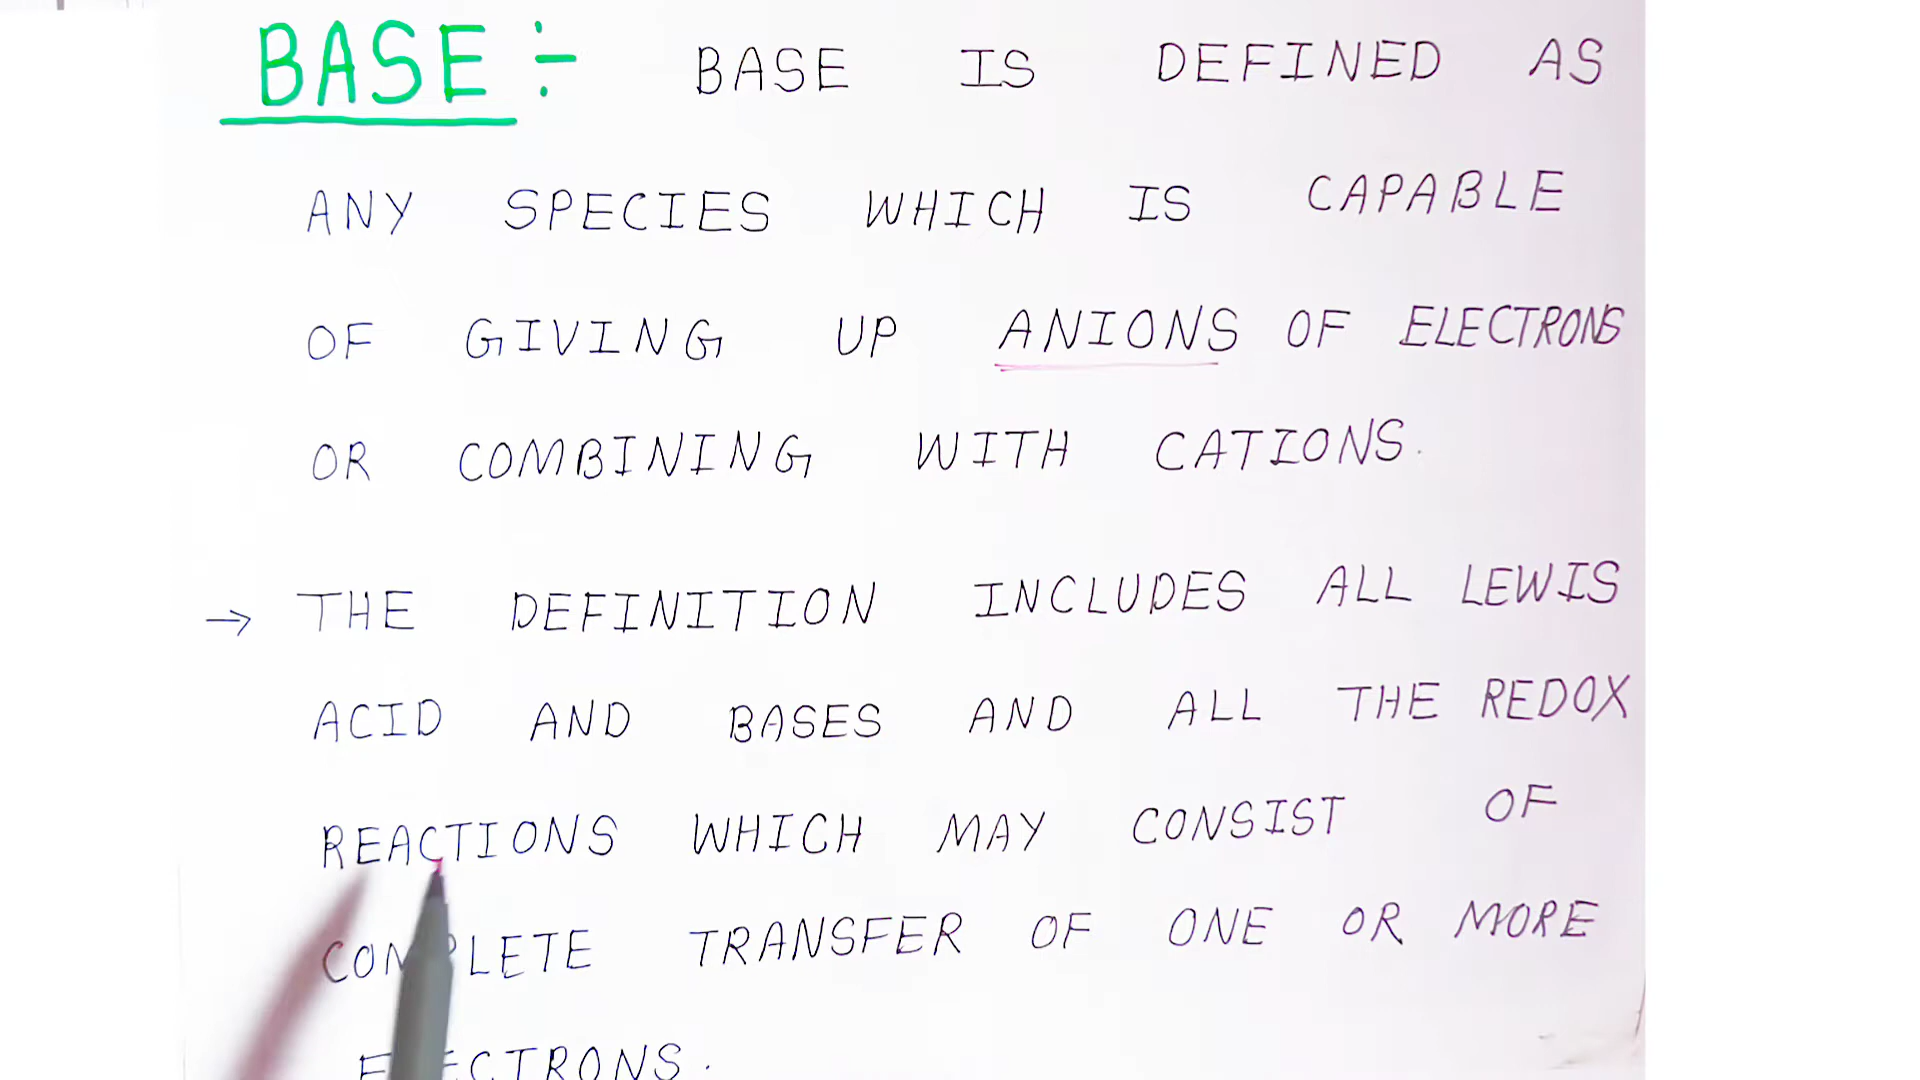 BASE:- BASE IS DEFINED AS
ANY SPECIES WHICH IS CAPABLE
OF GIVING UP ANIONS OF ELECTRONS
OR COMBINING WITH CATIONS.
→ THE DEFINITION INCLUDES ALL LEWIS
ACID AND BASES AND ALL THE REDOX
REACTIONS WHICH MAY CONSIST OF
COMPLETE TRANSFER OF ONE OR MORE
ELECTRONS.